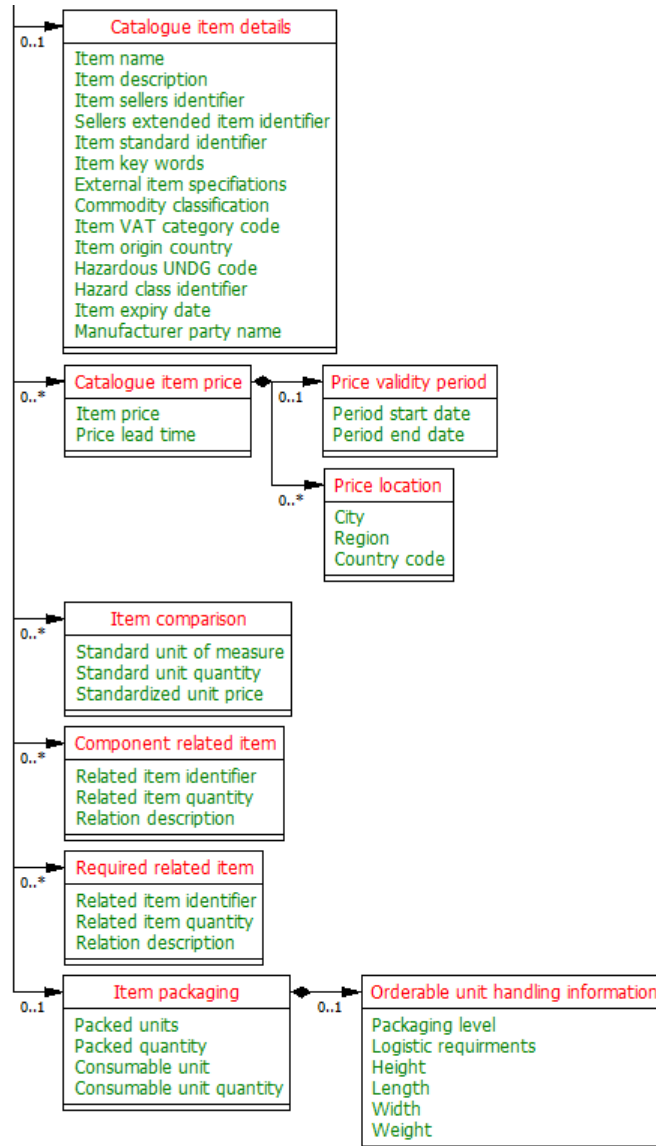 Catalogue item details
0..1
Item name
Item description
Item sellers identifier
Sellers extended item identifier
Item standard identifier
Item key words
External item specifiations
Commodity classification
Item VAT category code
Item origin country
Hazardous UNDG code
Hazard class identifier
Item expiry date
Manufacturer party name
Catalogue item price
0..*
Item price
Price lead time
Price validity period
0..1
Period start date
Period end date
Price location
0..*
City
Region
Country code
Item comparison
0..*
Standard unit of measure
Standard unit quantity
Standardized unit price
Component related item
0..*
Related item identifier
Related item quantity
Relation description
Required related item
0..*
Related item identifier
Related item quantity
Relation description
Item packaging
0..1
Packed units
Packed quantity
Consumable unit
Consumable unit quantity
Orderable unit handling information
0..1
Packaging level
Logistic requirments
Height
Length
Width
Weight